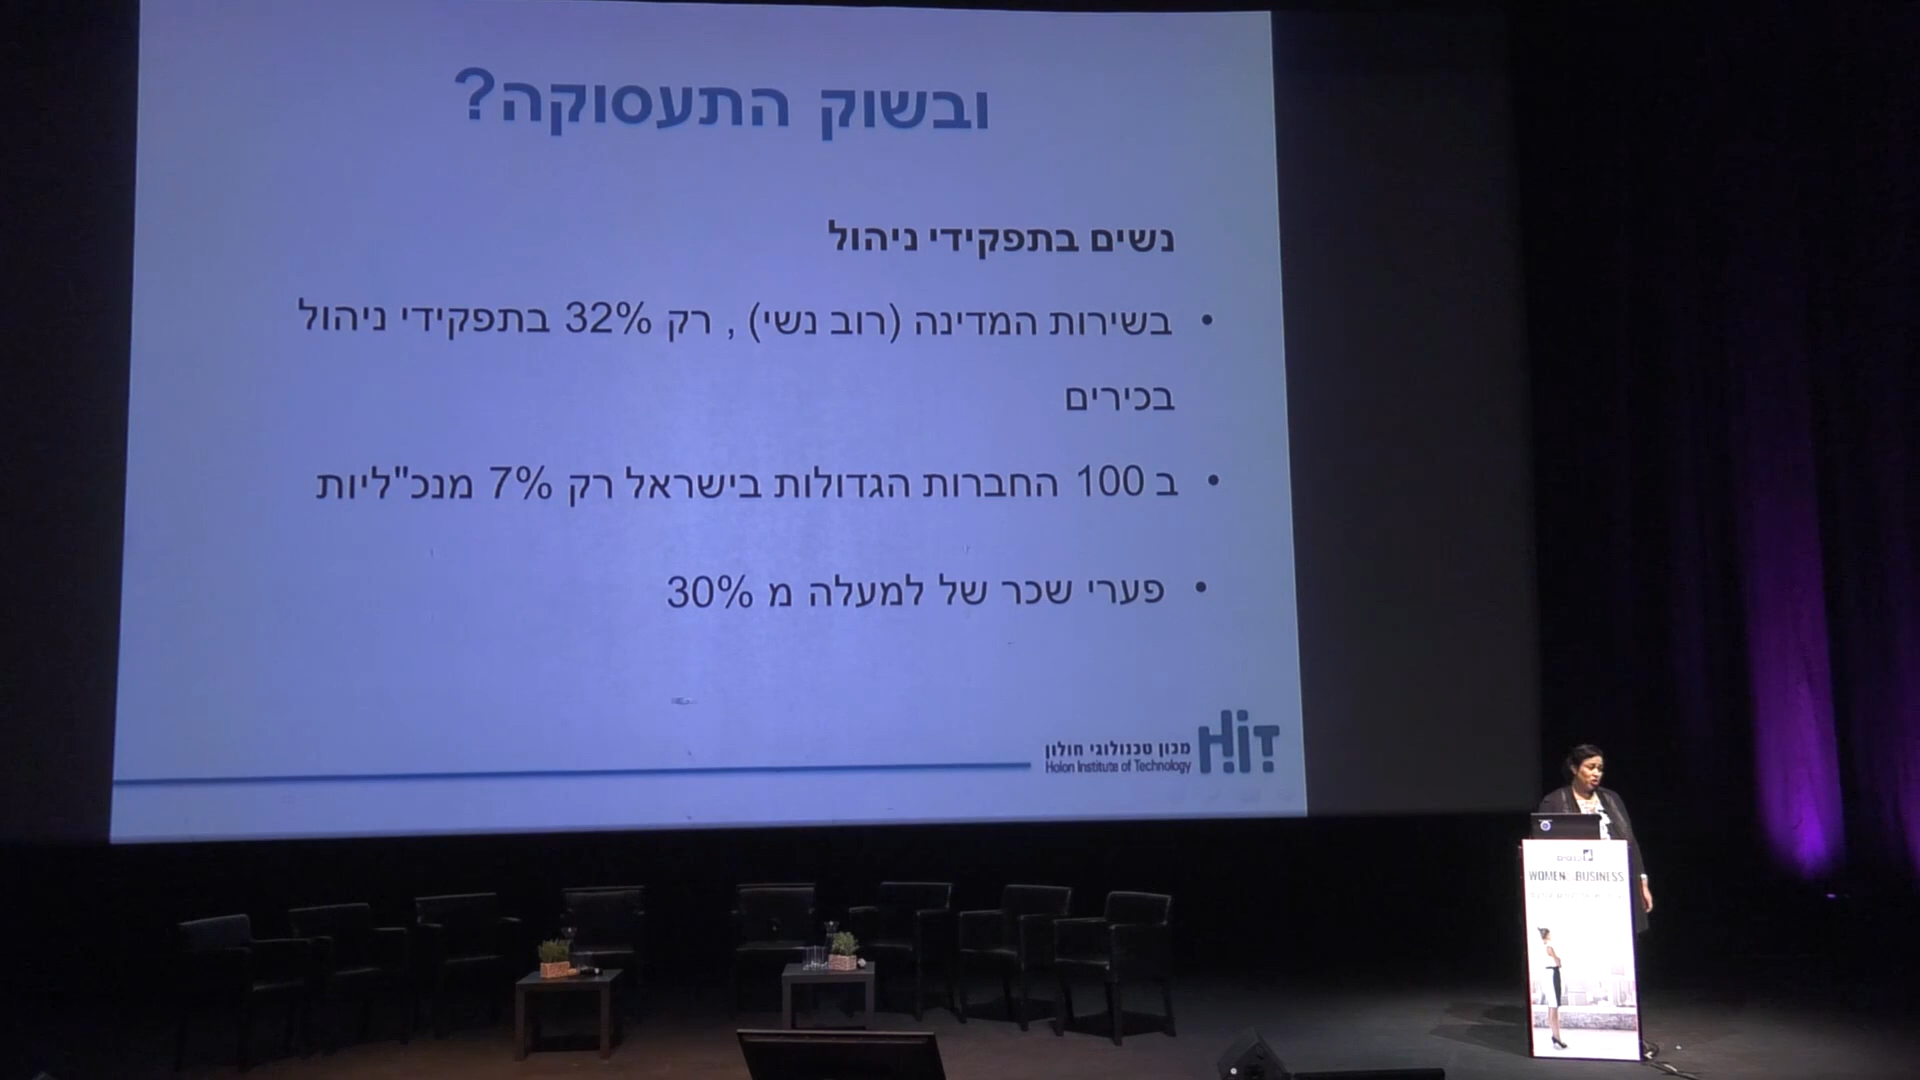 ובשוק התעסוקה?
נשים בתפקידי ניהול
• בשירות המדינה (רוב נשי) , רק 32% בתפקידי ניהול
בכירים
• ב 100 החברות הגדולות בישראל רק 7% מנכ"ליות
• פערי שכר של למעלה מ 30%
מכון טכנולוגי חולון
Holon Institute of Technology
HiT
כנסים
WOMEN BUSINESS